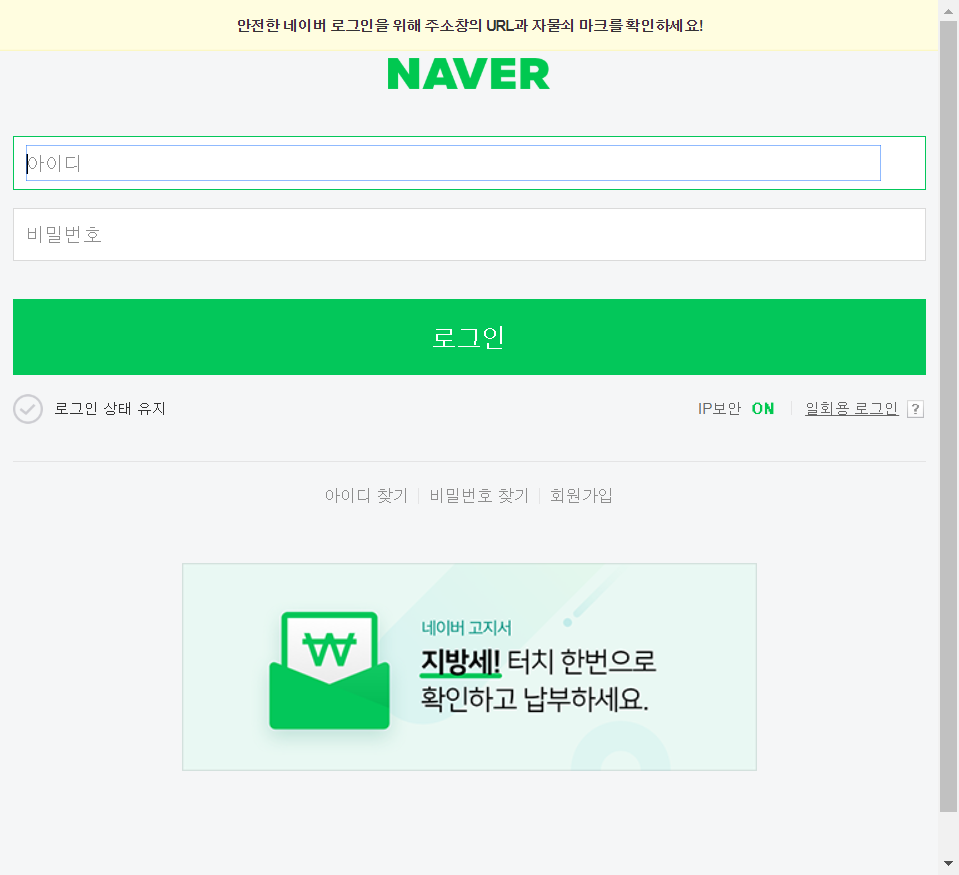 안전한 네이버 로그인을 위해 주소창의 URL과 자물쇠 마크를 확인하세요!
NAVER
아이디
비밀번호
로그인
로그인 상태 유지
IP보안 ON
일회용 로그인 ?
아이디 찾기
비밀번호 찾기
회원가입
네이버 고지서
지방세! 터치 한번으로
확인하고 납부하세요.